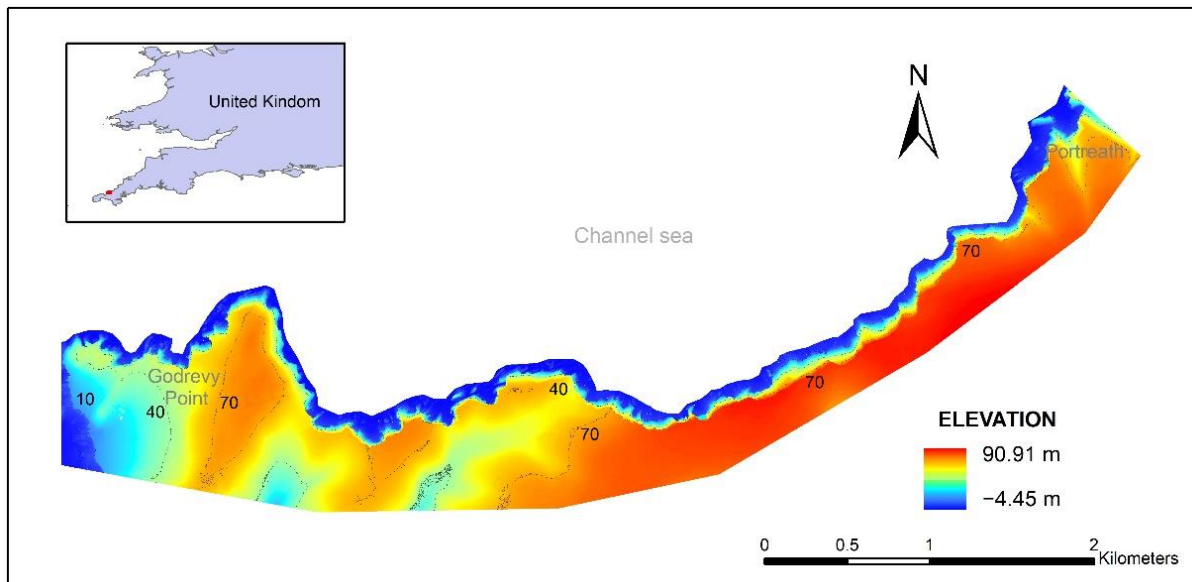 United Kindom
N
Portreath
Channel sea
70
Godrevy
Point
10
40
70
40
70
70
ELEVATION
90.91 m
−4.45 m
0 0.5 1 2
Kilometers